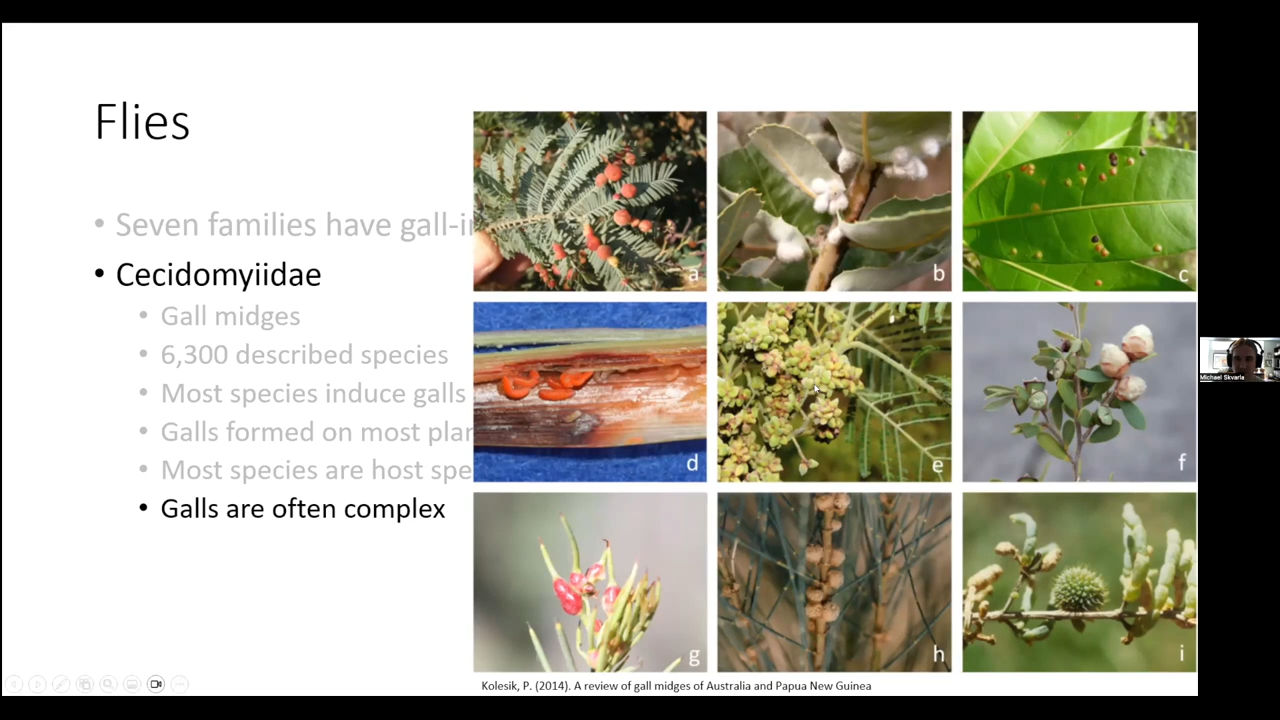 Flies
• Seven families have gall-in
• Cecidomyiidae
• Gall midges
• 6,300 described species
• Most species induce galls
• Galls formed on most plan
• Most species are host spe
• Galls are often complex
a
b
c
d
e
f
g
h
i
Kolesik, P. (2014). A review of gall midges of Australia and Papua New Guinea
Michael Skvarla